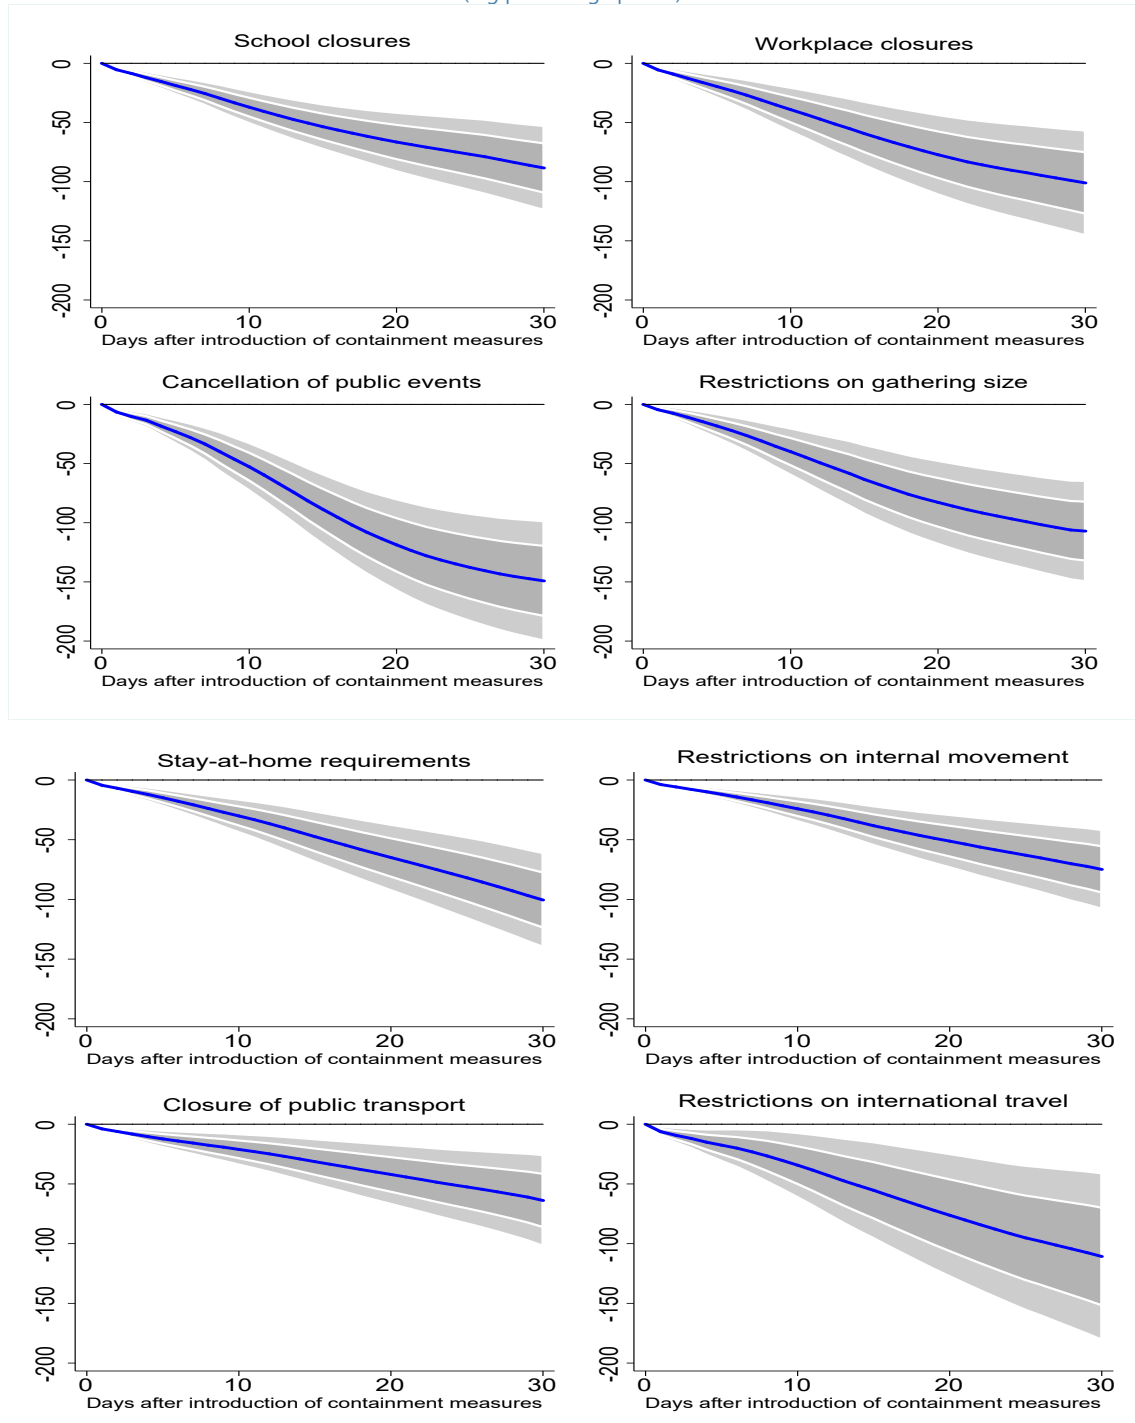 School closures
Workplace closures
0
-50
-100
-150
-200
0 10 20 30
Days after introduction of containment measures
0
-50
-100
-150
-200
0 10 20 30
Days after introduction of containment measures
Cancellation of public events
Restrictions on gathering size
0
-50
-100
-150
-200
0 10 20 30
Days after introduction of containment measures
0
-50
-100
-150
-200
0 10 20 30
Days after introduction of containment measures
Stay-at-home requirements
Restrictions on internal movement
0
-50
-100
-150
-200
0 10 20 30
Days after introduction of containment measures
0
-50
-100
-150
-200
0 10 20 30
Days after introduction of containment measures
Closure of public transport
Restrictions on international travel
0
-50
-100
-150
-200
0 10 20 30
Days after introduction of containment measures
0
-50
-100
-150
-200
0 10 20 30
Days after introduction of containment measures